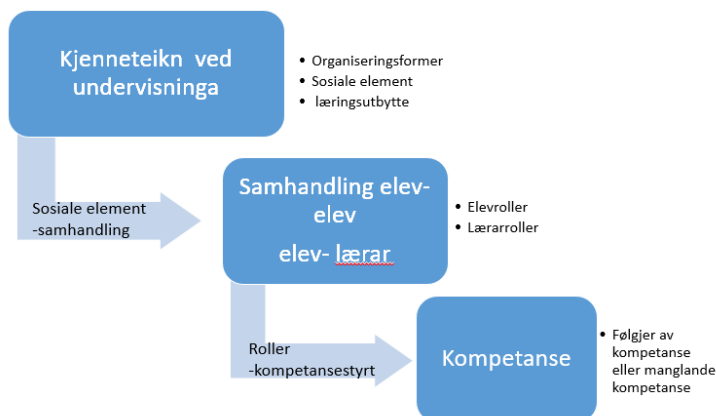 Kjenneteikn ved
undervisninga
• Organiseringsformer
• Sosiale element
• læringsutbytte
Sosiale element
-samhandling
Samhandling elev-
elev
elev- lærar
• Elevroller
• Lærarroller
Roller
-kompetansestyrt
Kompetanse
• Følgjer av
kompetanse
eller manglande
kompetanse